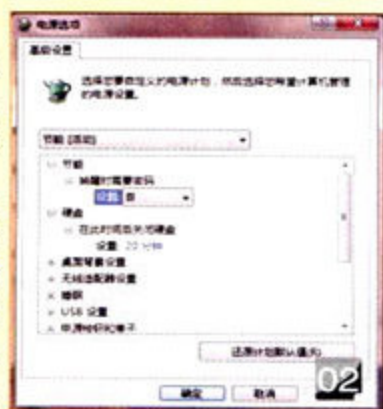 电源选项
高级设置
选择您要自定义的电源计划，然后选择您希望计算机管理
的电源设置。
节能 [活动]
节能
唤醒时需要密码
设置: 是
硬盘
在此时间后关闭硬盘
设置: 20 分钟
桌面背景设置
无线适配器设置
睡眠
USB 设置
电源按钮和盖子
还原计划默认值(R)
确定
取消
02